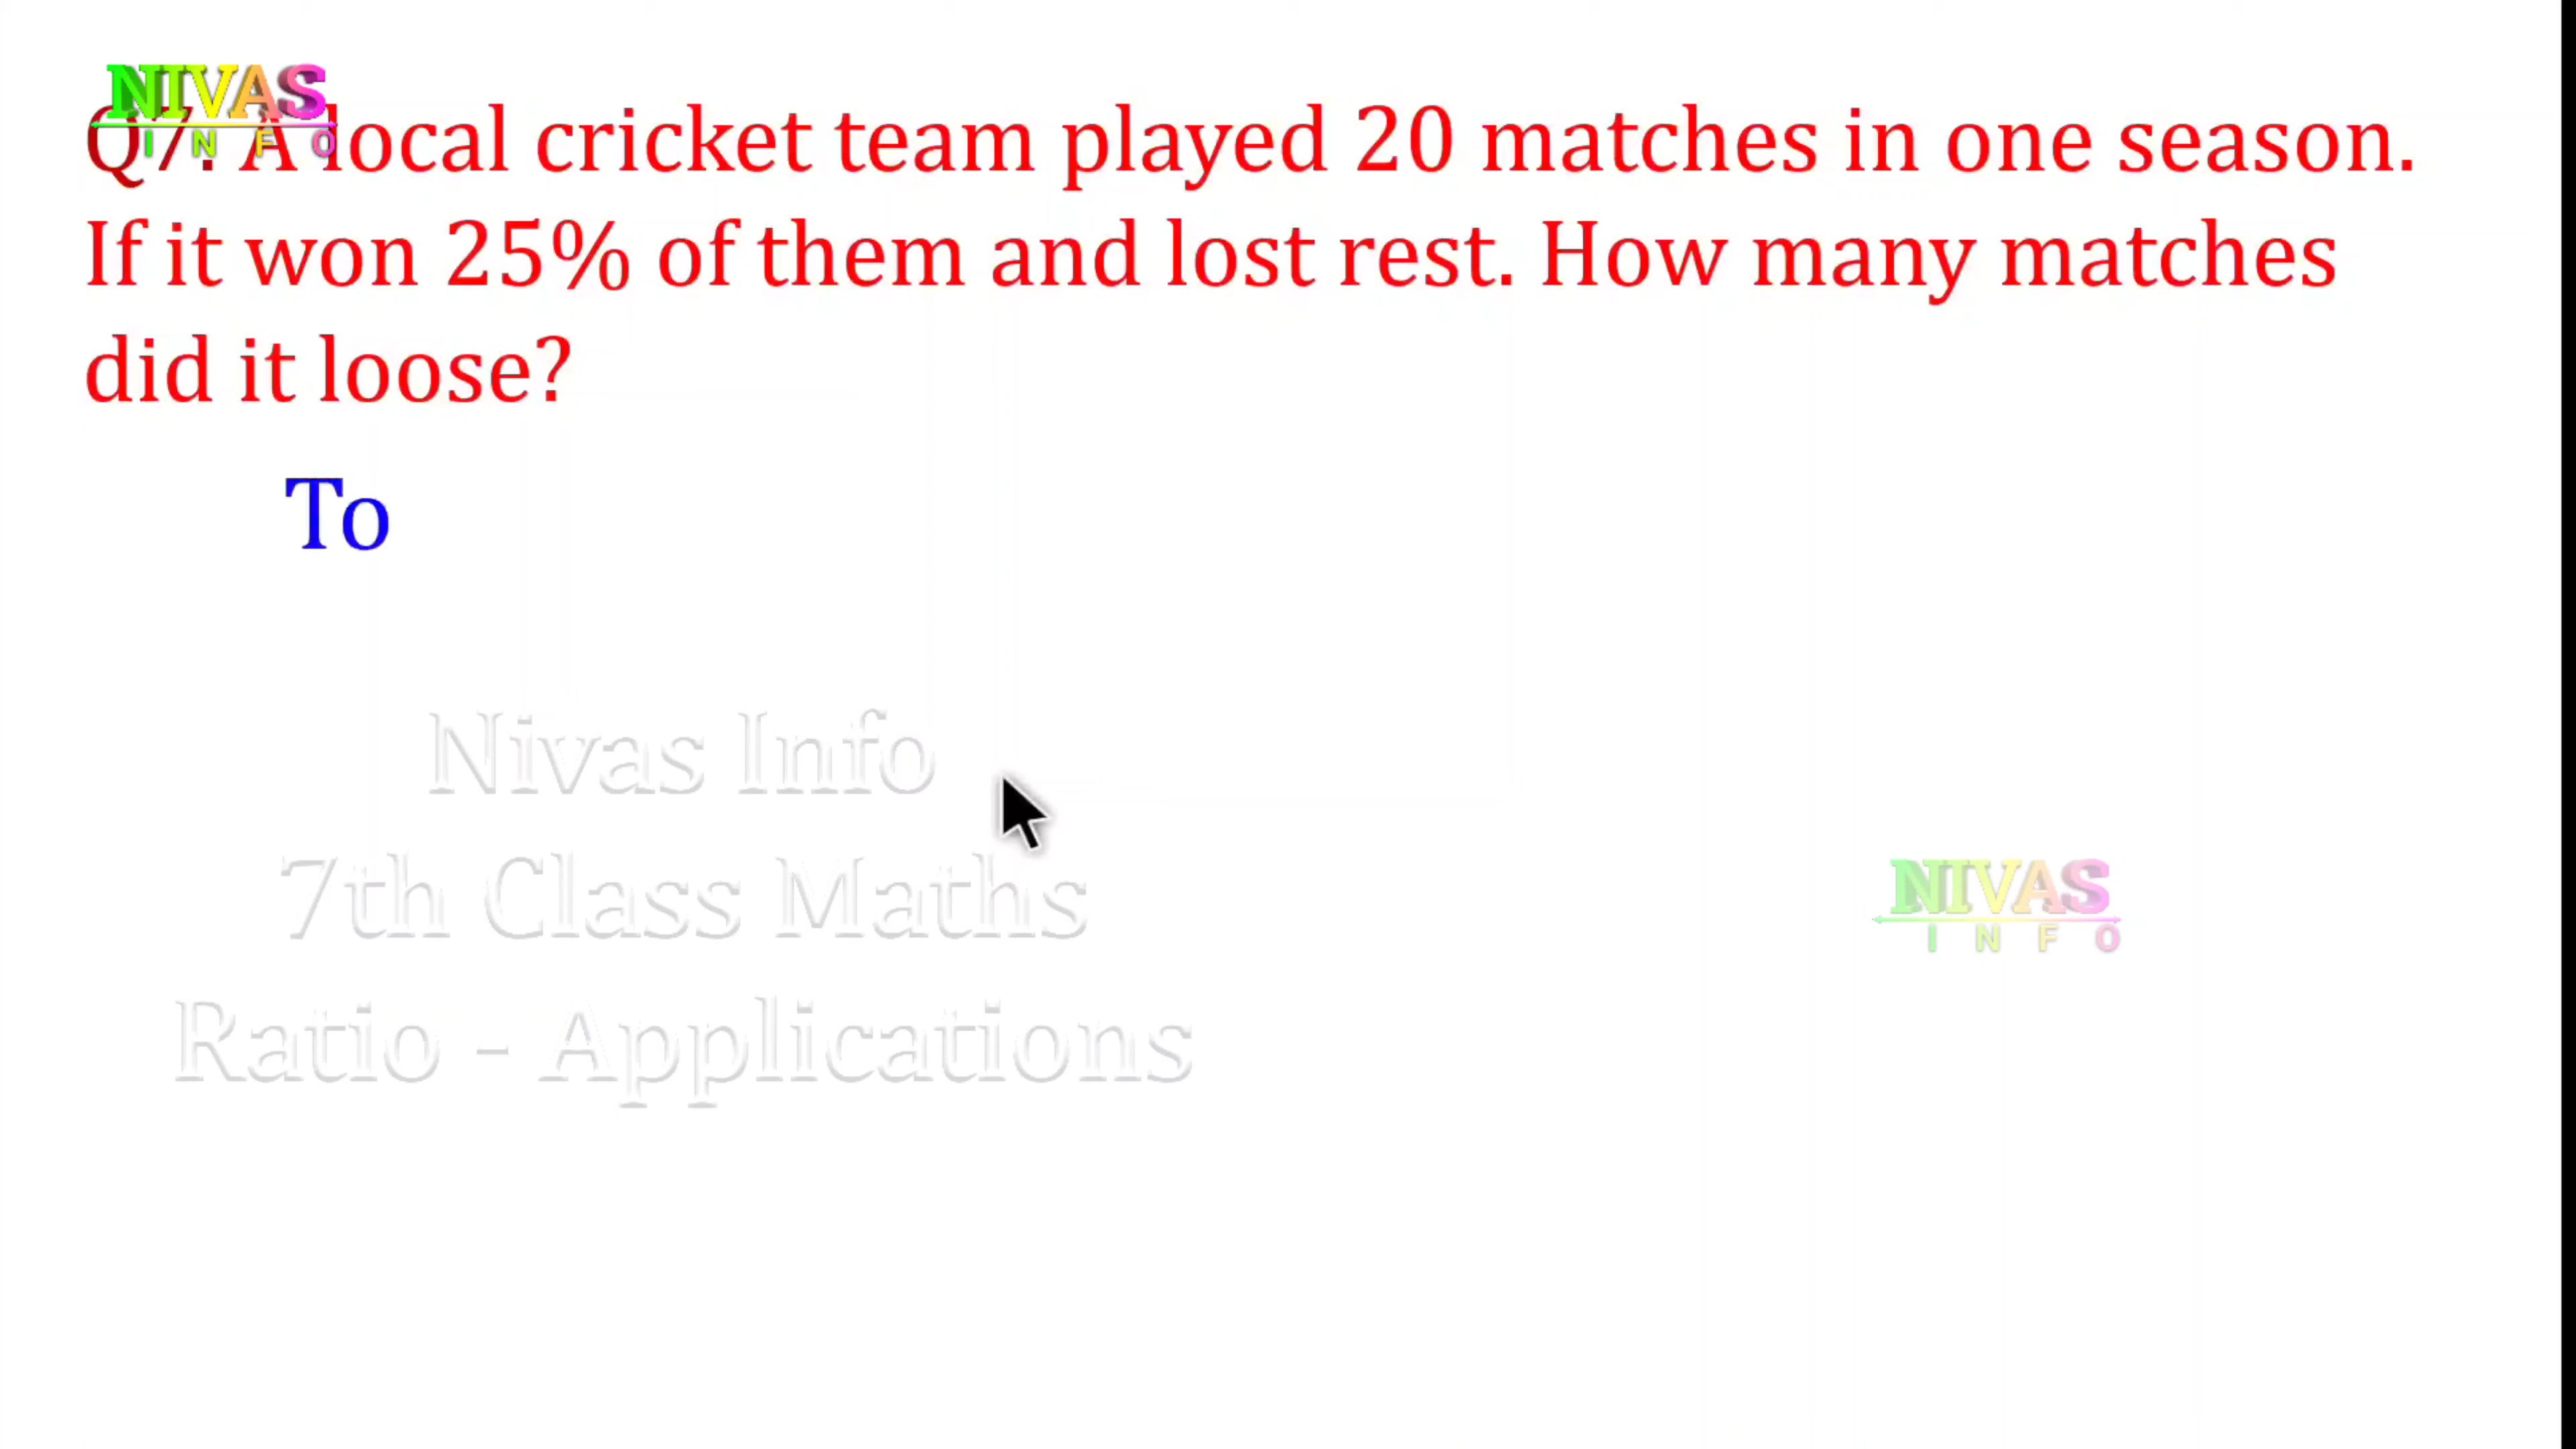 NIVAS
INFO
Q7. A local cricket team played 20 matches in one season.
If it won 25% of them and lost rest. How many matches
did it loose?
To
Nivas Info
7th Class Maths
Ratio - Applications
NIVAS
INFO